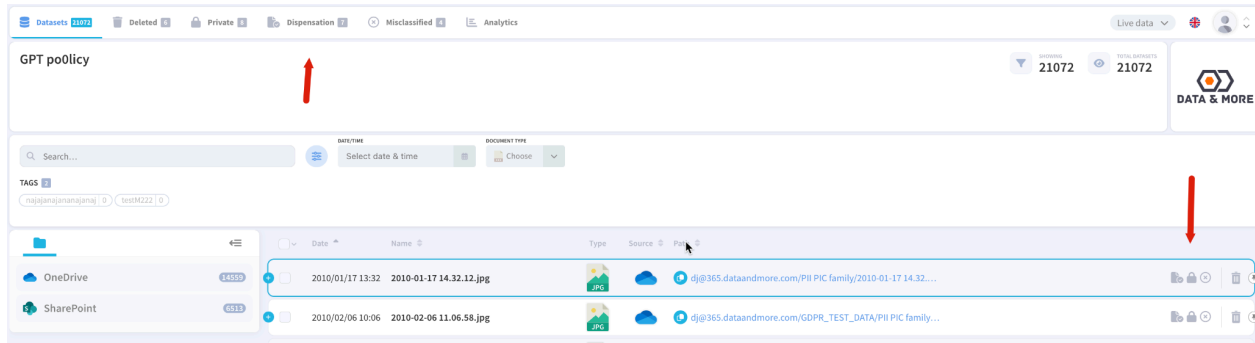 Datasets 21072 Deleted 6 Private 8 Dispensation 7 Misclassified 4 Analytics Live data
GPT po0licy
SHOWING 21072 TOTAL DATASETS 21072
DATA & MORE
DATE/TIME DOCUMENT TYPE
Search... Select date & time Choose
TAGS 2
najajanajananajanaj 0 testM222 0
Date Name Type Source Path
OneDrive 14559
SharePoint 6513
2010/01/17 13:32 2010-01-17 14.32.12.jpg JPG dj@365.dataandmore.com/PII PIC family/2010-01-17 14.32....
2010/02/06 10:06 2010-02-06 11.06.58.jpg JPG dj@365.dataandmore.com/GDPR_TEST_DATA/PII PIC family...